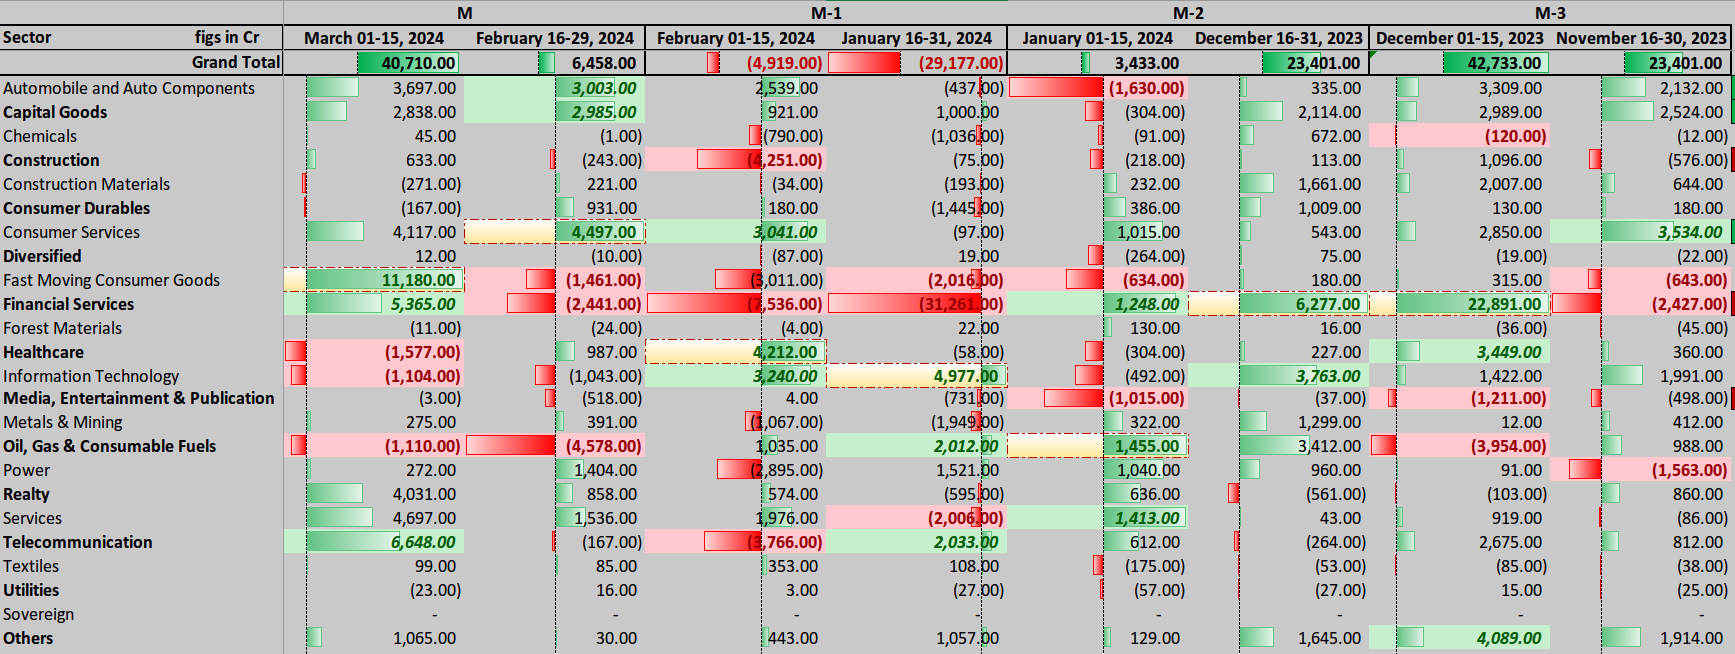 M M-1 M-2 M-3
Sector figs in Cr March 01-15, 2024 February 16-29, 2024 February 01-15, 2024 January 16-31, 2024 January 01-15, 2024 December 16-31, 2023 December 01-15, 2023 November 16-30, 2023
Grand Total 40,710.00 6,458.00 (4,919.00) (29,177.00) 3,433.00 23,401.00 42,733.00 23,401.00
Automobile and Auto Components 3,697.00 3,003.00 2,539.00 (437.00) (1,630.00) 335.00 3,309.00 2,132.00
Capital Goods 2,838.00 2,985.00 921.00 1,000.00 (304.00) 2,114.00 2,989.00 2,524.00
Chemicals 45.00 (1.00) (790.00) (1,036.00) (91.00) 672.00 (120.00) (12.00)
Construction 633.00 (243.00) (4,251.00) (75.00) (218.00) 113.00 1,096.00 (576.00)
Construction Materials (271.00) 221.00 (34.00) (193.00) 232.00 1,661.00 2,007.00 644.00
Consumer Durables (167.00) 931.00 180.00 (1,445.00) 386.00 1,009.00 130.00 180.00
Consumer Services 4,117.00 4,497.00 3,041.00 (97.00) 1,015.00 543.00 2,850.00 3,534.00
Diversified 12.00 (10.00) (87.00) 19.00 (264.00) 75.00 (19.00) (22.00)
Fast Moving Consumer Goods 11,180.00 (1,461.00) (3,011.00) (2,016.00) (634.00) 180.00 315.00 (643.00)
Financial Services 5,365.00 (2,441.00) (7,536.00) (31,261.00) 1,248.00 6,277.00 22,891.00 (2,427.00)
Forest Materials (11.00) (24.00) (4.00) 22.00 130.00 16.00 (36.00) (45.00)
Healthcare (1,577.00) 987.00 4,212.00 (58.00) (304.00) 227.00 3,449.00 360.00
Information Technology (1,104.00) (1,043.00) 3,240.00 4,977.00 (492.00) 3,763.00 1,422.00 1,991.00
Media, Entertainment & Publication (3.00) (518.00) 4.00 (731.00) (1,015.00) (37.00) (1,211.00) (498.00)
Metals & Mining 275.00 391.00 (1,067.00) (1,949.00) 322.00 1,299.00 12.00 412.00
Oil, Gas & Consumable Fuels (1,110.00) (4,578.00) 1,035.00 2,012.00 1,455.00 3,412.00 (3,954.00) 988.00
Power 272.00 1,404.00 (2,895.00) 1,521.00 1,040.00 960.00 91.00 (1,563.00)
Realty 4,031.00 858.00 574.00 (595.00) 636.00 (561.00) (103.00) 860.00
Services 4,697.00 1,536.00 1,976.00 (2,006.00) 1,413.00 43.00 919.00 (86.00)
Telecommunication 6,648.00 (167.00) (3,766.00) 2,033.00 612.00 (264.00) 2,675.00 812.00
Textiles 99.00 85.00 353.00 108.00 (175.00) (53.00) (85.00) (38.00)
Utilities (23.00) 16.00 3.00 (27.00) (57.00) (27.00) 15.00 (25.00)
Sovereign - - - - - - - -
Others 1,065.00 30.00 443.00 1,057.00 129.00 1,645.00 4,089.00 1,914.00